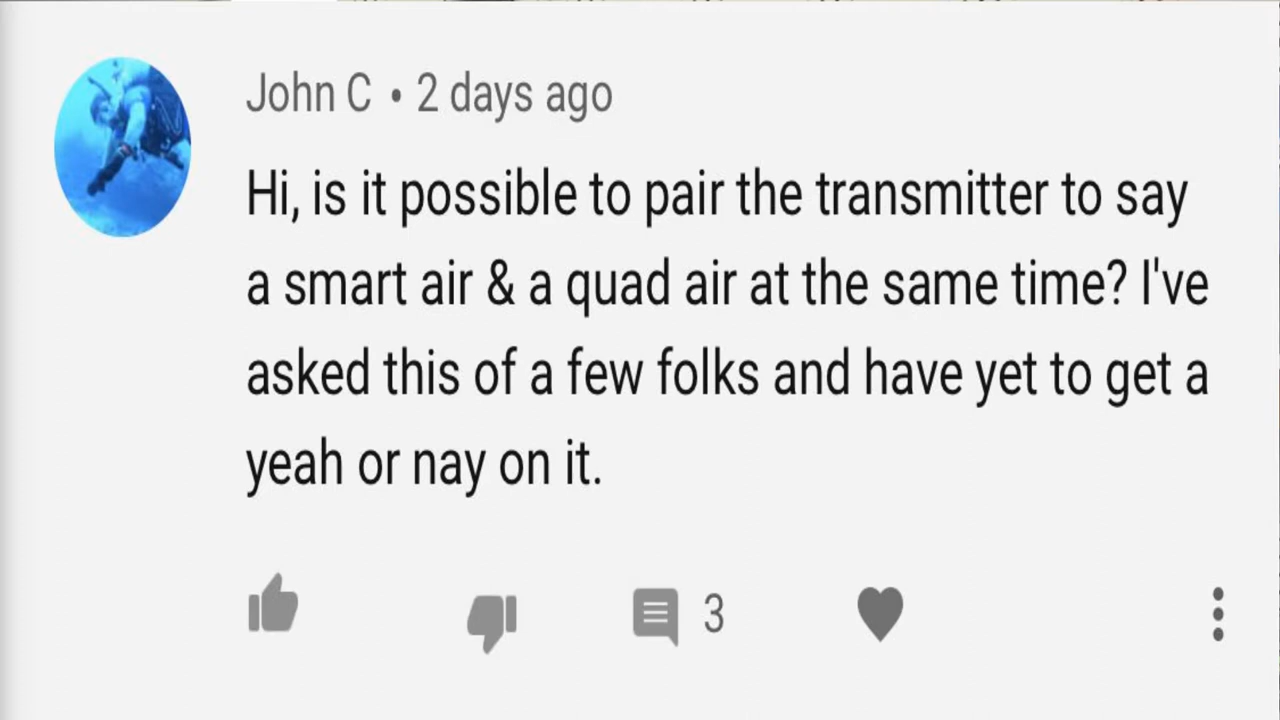 John C • 2 days ago
Hi, is it possible to pair the transmitter to say
a smart air & a quad air at the same time? I've
asked this of a few folks and have yet to get a
yeah or nay on it.
3